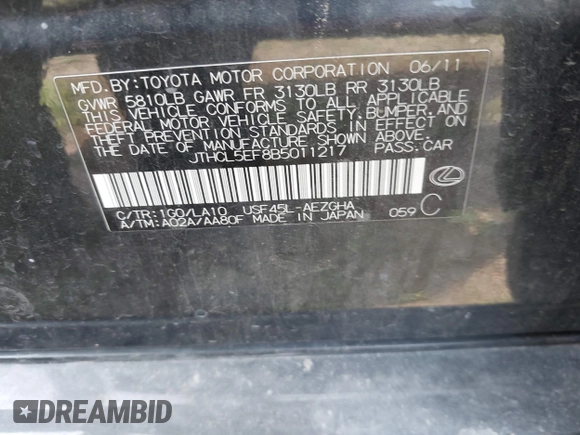 MFD.BY:TOYOTA MOTOR CORPORATION 06/11
GVWR 5810LB GAWR FR 3130LB RR 3130LB
THIS VEHICLE CONFORMS TO ALL APPLICABLE
FEDERAL MOTOR VEHICLE SAFETY,BUMPER,AND
THEFT PREVENTION STANDARDS IN EFFECT ON
THE DATE OF MANUFACTURE SHOWN ABOVE.
JTHCL5EF8B5011217 PASS.CAR
C/TR:1G0/LA10 USF45L-AEZGHA
A/TM:A02A/AA80F MADE IN JAPAN 059 C
DREAMBID